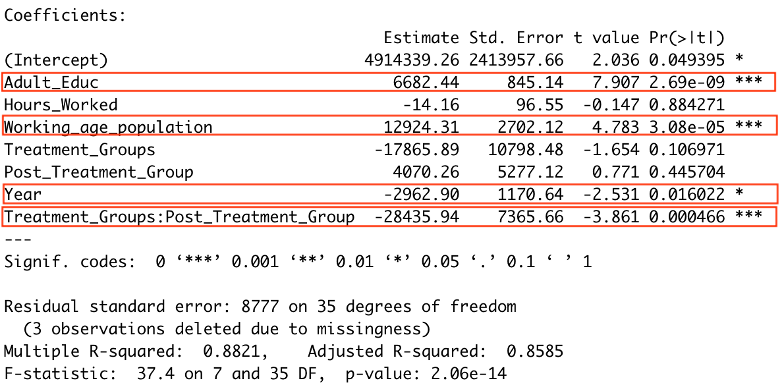 Coefficients:
Estimate Std. Error t value Pr(>|t|)
(Intercept) 4914339.26 2413957.66 2.036 0.049395 *
Adult_Educ 6682.44 845.14 7.907 2.69e-09 ***
Hours_Worked -14.16 96.55 -0.147 0.884271
Working_age_population 12924.31 2702.12 4.783 3.08e-05 ***
Treatment_Groups -17865.89 10798.48 -1.654 0.106971
Post_Treatment_Group 4070.26 5277.12 0.771 0.445704
Year -2962.90 1170.64 -2.531 0.016022 *
Treatment_Groups:Post_Treatment_Group -28435.94 7365.66 -3.861 0.000466 ***
---
Signif. codes: 0 ‘***’ 0.001 ‘**’ 0.01 ‘*’ 0.05 ‘.’ 0.1 ‘ ’ 1
Residual standard error: 8777 on 35 degrees of freedom
(3 observations deleted due to missingness)
Multiple R-squared: 0.8821, Adjusted R-squared: 0.8585
F-statistic: 37.4 on 7 and 35 DF, p-value: 2.06e-14